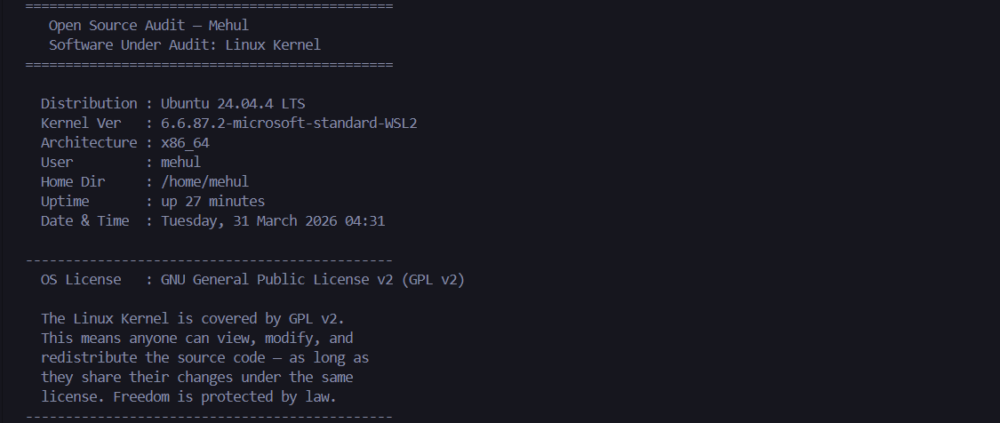 ==============================================
Open Source Audit — Mehul
Software Under Audit: Linux Kernel
==============================================
Distribution : Ubuntu 24.04.4 LTS
Kernel Ver   : 6.6.87.2-microsoft-standard-WSL2
Architecture : x86_64
User         : mehul
Home Dir     : /home/mehul
Uptime       : up 27 minutes
Date & Time  : Tuesday, 31 March 2026 04:31
----------------------------------------------
OS License   : GNU General Public License v2 (GPL v2)
The Linux Kernel is covered by GPL v2.
This means anyone can view, modify, and
redistribute the source code — as long as
they share their changes under the same
license. Freedom is protected by law.
----------------------------------------------